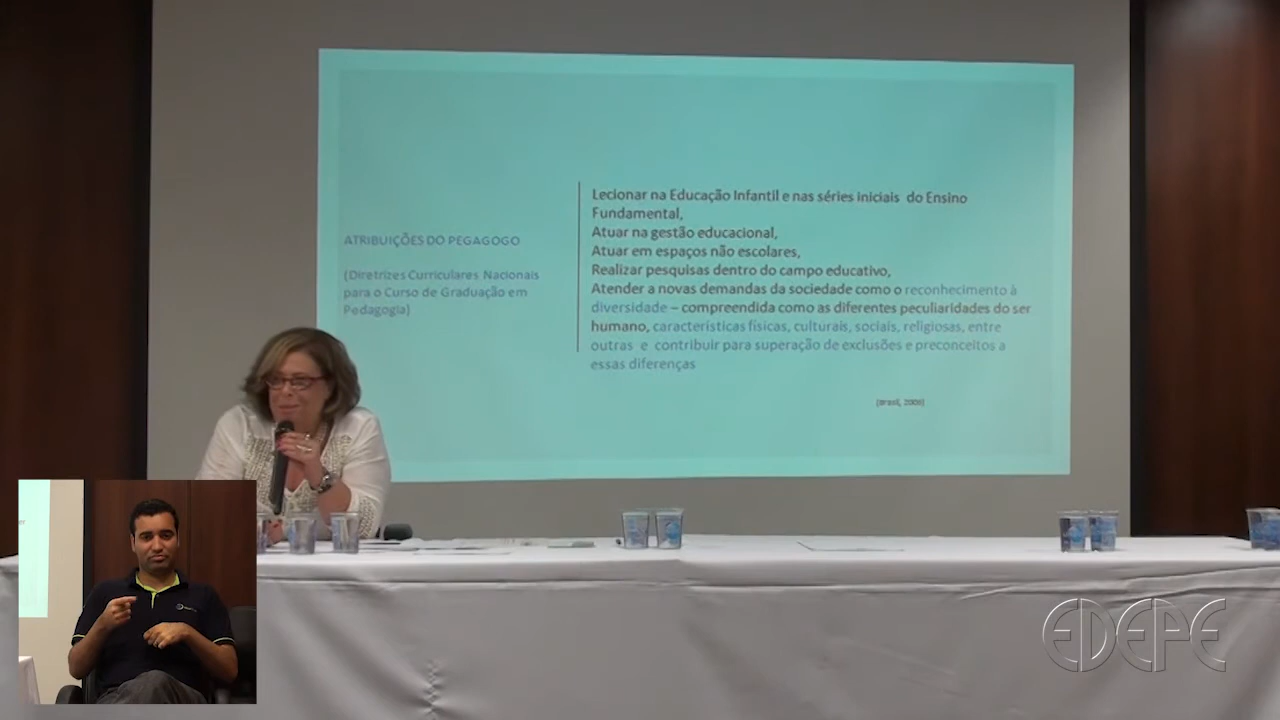 ATRIBUIÇÕES DO PEGAGOGO
(Diretrizes Curriculares Nacionais
para o Curso de Graduação em
Pedagogia)
Lecionar na Educação Infantil e nas séries iniciais do Ensino
Fundamental,
Atuar na gestão educacional,
Atuar em espaços não escolares,
Realizar pesquisas dentro do campo educativo,
Atender a novas demandas da sociedade como o reconhecimento à
diversidade – compreendida como as diferentes peculiaridades do ser
humano, características físicas, culturais, sociais, religiosas, entre
outras e contribuir para superação de exclusões e preconceitos a
essas diferenças
(Brasil, 2006)
EDEPE